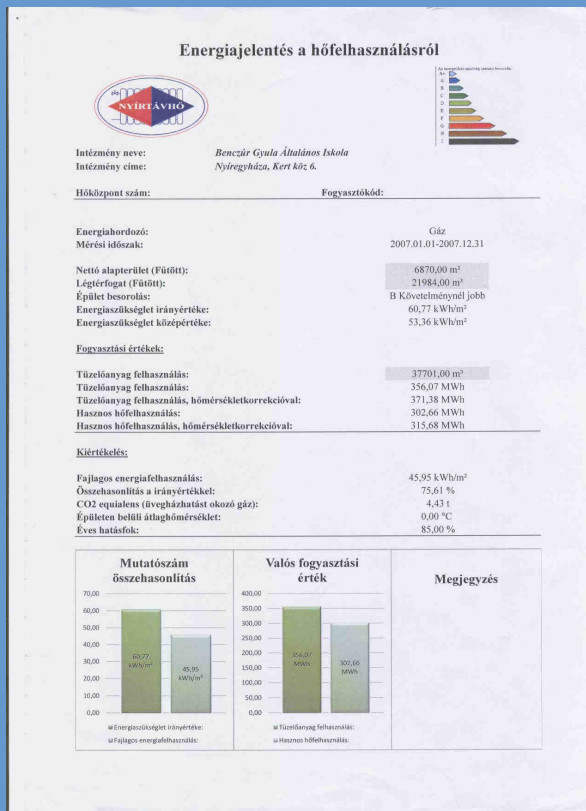 Energiajelentés a hőfelhasználásról
NYÍRTÁVHŐ
A+
A
B
C
D
E
F
G
H
I
Intézmény neve: Benczúr Gyula Általános Iskola
Intézmény címe: Nyíregyháza, Kert köz 6.
Hőközpont szám: Fogyasztókód:
Energiahordozó: Gáz
Mérési időszak: 2007.01.01-2007.12.31
Nettó alapterület (Fűtött): 6870,00 m²
Légtérfogat (Fűtött): 21984,00 m³
Épület besorolás: B Követelménynél jobb
Energiaszükséglet irányértéke: 60,77 kWh/m²
Energiaszükséglet középértéke: 53,36 kWh/m²
Fogyasztási értékek:
Tüzelőanyag felhasználás: 37701,00 m³
Tüzelőanyag felhasználás: 356,07 MWh
Tüzelőanyag felhasználás, hőmérsékletkorrekcióval: 371,38 MWh
Hasznos hőfelhasználás: 302,66 MWh
Hasznos hőfelhasználás, hőmérsékletkorrekcióval: 315,68 MWh
Kiértékelés:
Fajlagos energiafelhasználás: 45,95 kWh/m²
Összehasonlítás a irányértékkel: 75,61 %
CO2 equialens (üvegházhatást okozó gáz): 4,43 t
Épületen belüli átlaghőmérséklet: 0,00 °C
Éves hatásfok: 85,00 %
Mutatószám
összehasonlítás
70,00
60,00
50,00
40,00
30,00
20,00
10,00
0,00
60,77
kWh/m²
45,95
kWh/m²
Energiaszükséglet irányértéke:
Fajlagos energiafelhasználás:
Valós fogyasztási
érték
400,00
350,00
300,00
250,00
200,00
150,00
100,00
50,00
0,00
356,07
MWh
302,66
MWh
Tüzelőanyag felhasználás:
Hasznos hőfelhasználás:
Megjegyzés